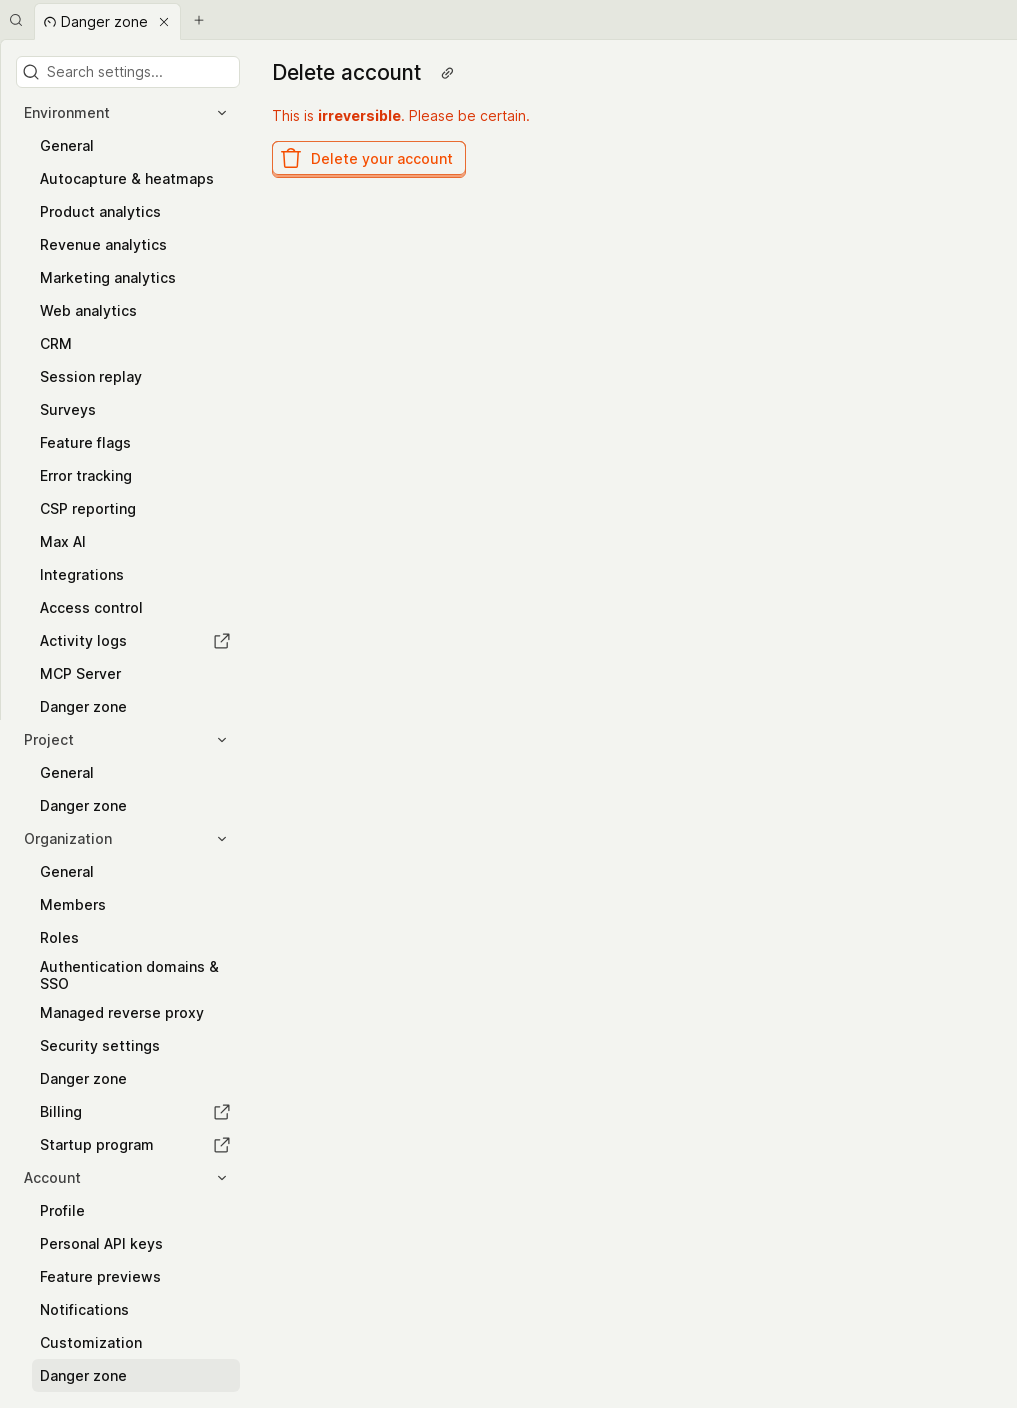 Danger zone
Search settings...
Environment
General
Autocapture & heatmaps
Product analytics
Revenue analytics
Marketing analytics
Web analytics
CRM
Session replay
Surveys
Feature flags
Error tracking
CSP reporting
Max AI
Integrations
Access control
Activity logs
MCP Server
Danger zone
Project
General
Danger zone
Organization
General
Members
Roles
Authentication domains &
SSO
Managed reverse proxy
Security settings
Danger zone
Billing
Startup program
Account
Profile
Personal API keys
Feature previews
Notifications
Customization
Danger zone
Delete account
This is irreversible. Please be certain.
Delete your account